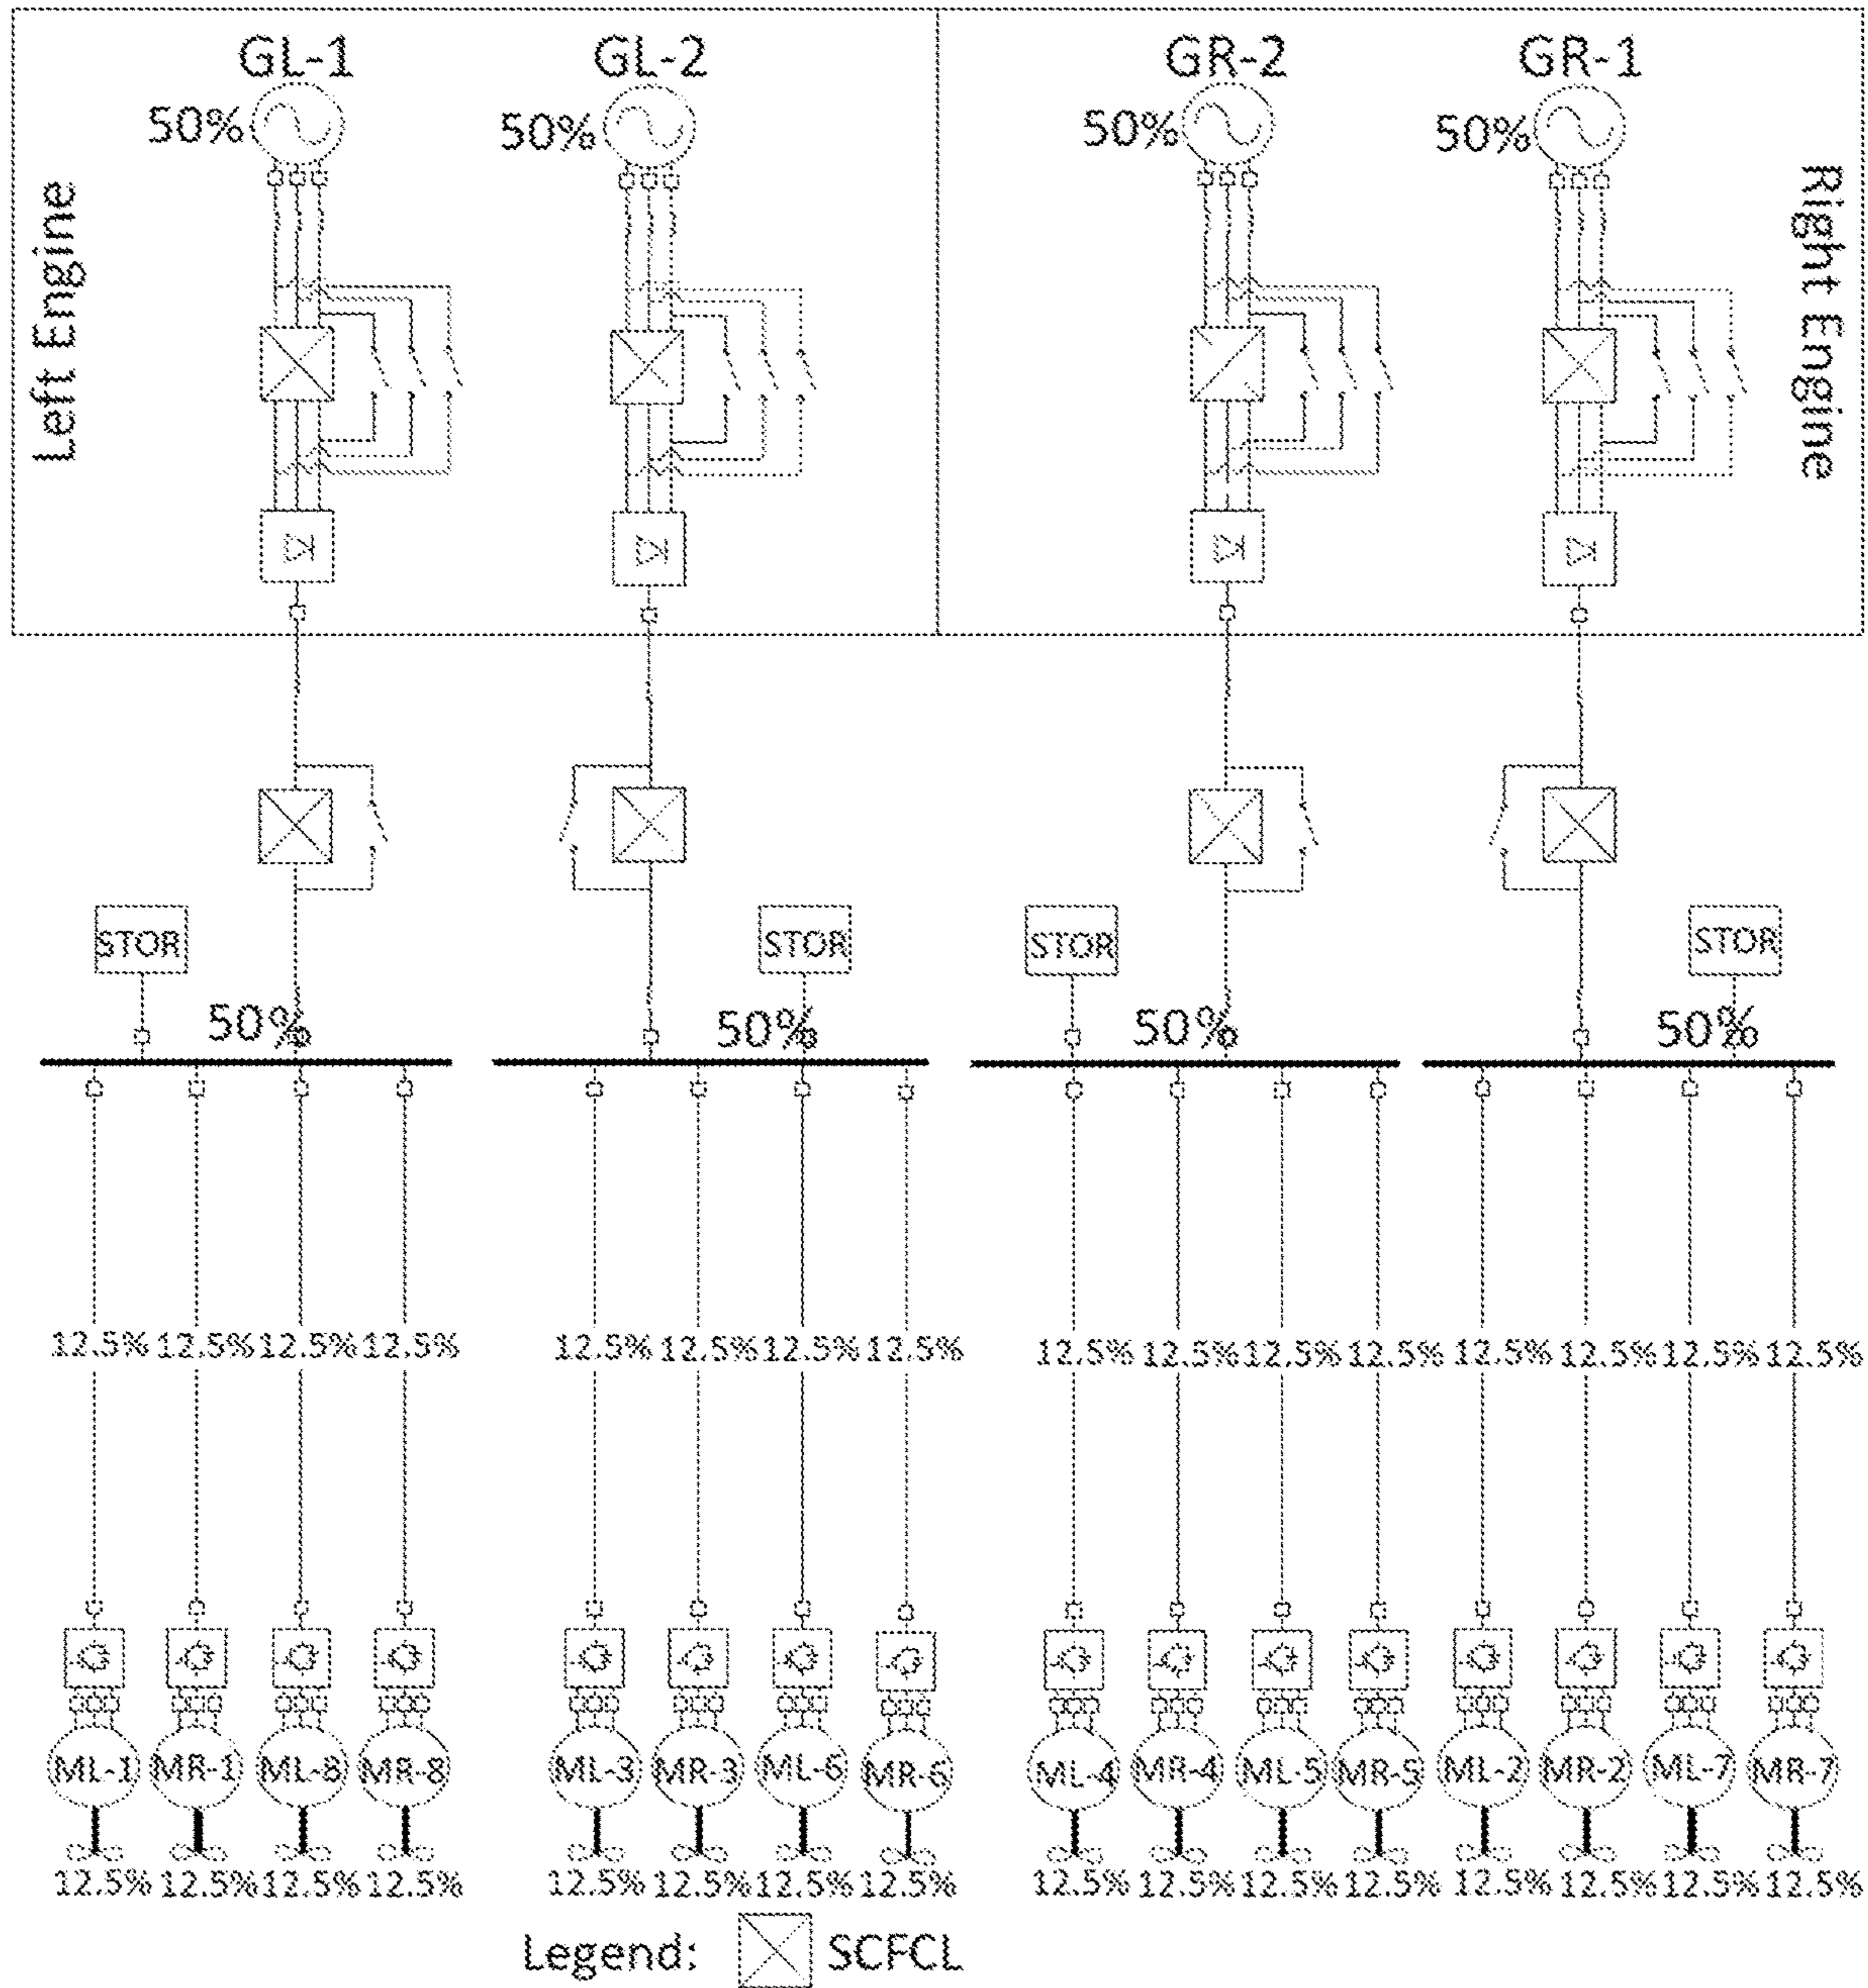 GL-1 GL-2 GR-2 GR-1
50% 50% 50% 50%
Left Engine
Right Engine
STOR STOR STOR STOR
50% 50% 50% 50%
12.5% 12.5% 12.5% 12.5% 12.5% 12.5% 12.5% 12.5% 12.5% 12.5% 12.5% 12.5% 12.5% 12.5% 12.5% 12.5%
ML-1 MR-1 ML-8 MR-8 ML-3 MR-3 ML-6 MR-6 ML-4 MR-4 ML-5 MR-5 ML-2 MR-2 ML-7 MR-7
12.5% 12.5% 12.5% 12.5% 12.5% 12.5% 12.5% 12.5% 12.5% 12.5% 12.5% 12.5% 12.5% 12.5% 12.5% 12.5%
Legend: SCFCL